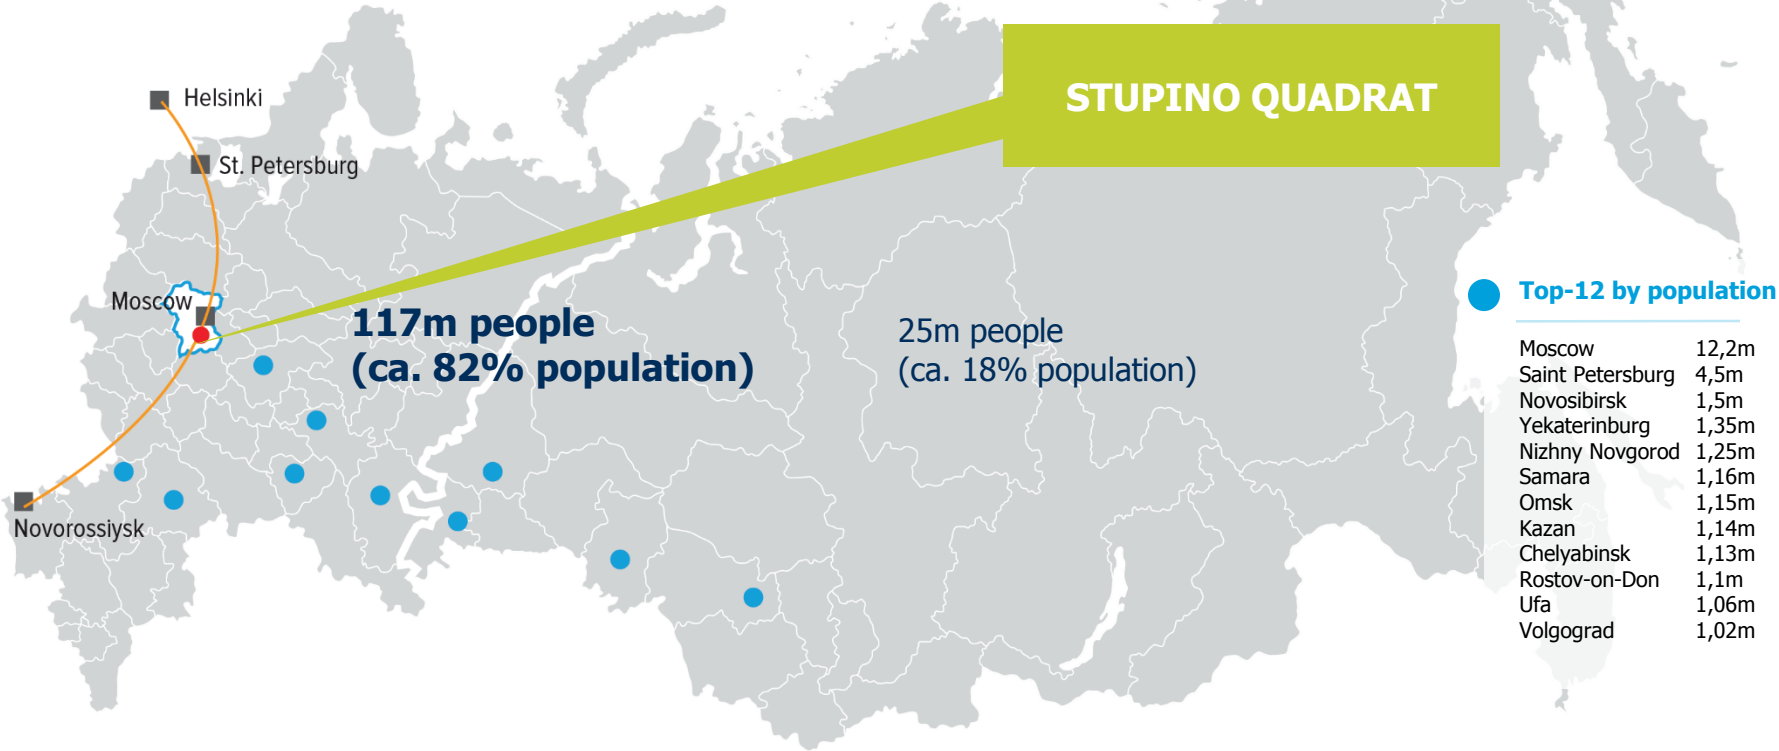 STUPINO QUADRAT
Helsinki
St. Petersburg
Moscow
Novorossiysk
117m people
(ca. 82% population)
25m people
(ca. 18% population)
Top-12 by population
Moscow 12,2m
Saint Petersburg 4,5m
Novosibirsk 1,5m
Yekaterinburg 1,35m
Nizhny Novgorod 1,25m
Samara 1,16m
Omsk 1,15m
Kazan 1,14m
Chelyabinsk 1,13m
Rostov-on-Don 1,1m
Ufa 1,06m
Volgograd 1,02m